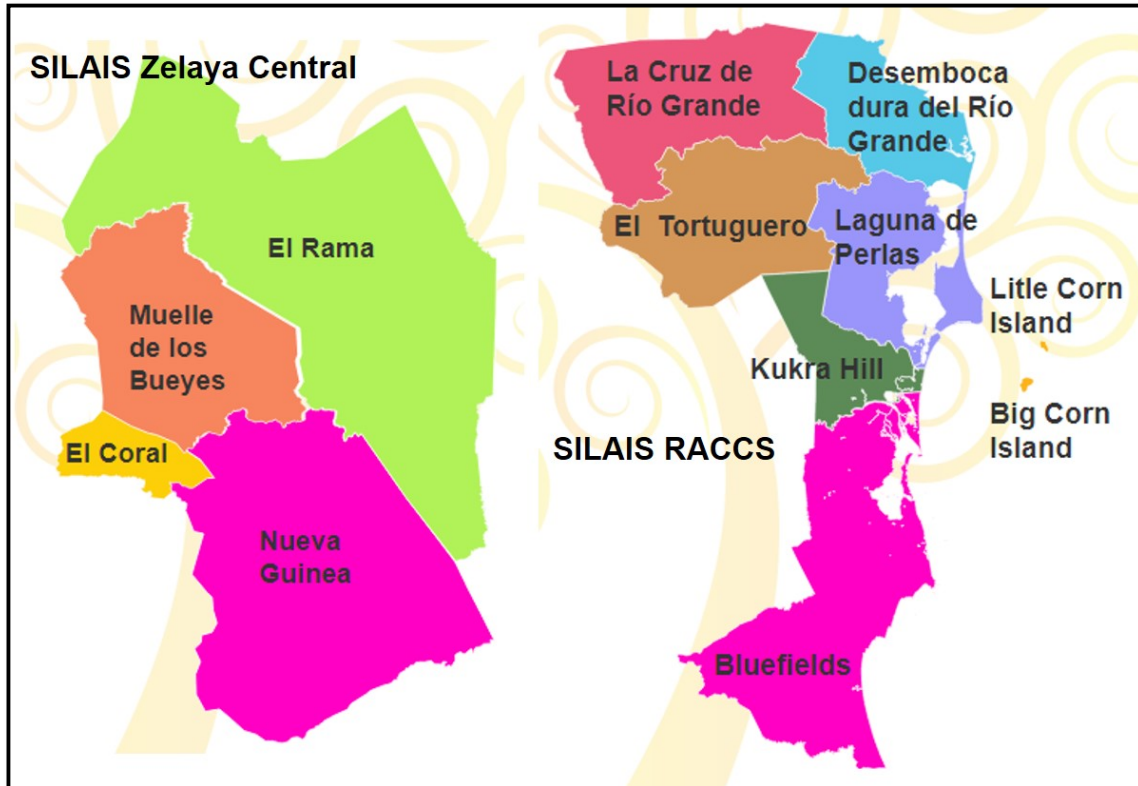 SILAIS Zelaya Central
El Rama
Muelle
de los
Bueyes
El Coral
Nueva
Guinea
La Cruz de
Río Grande
Desemboca
dura del Río
Grande
El Tortuguero
Laguna de
Perlas
Litle Corn
Island
Kukra Hill
Big Corn
Island
SILAIS RACCS
Bluefields